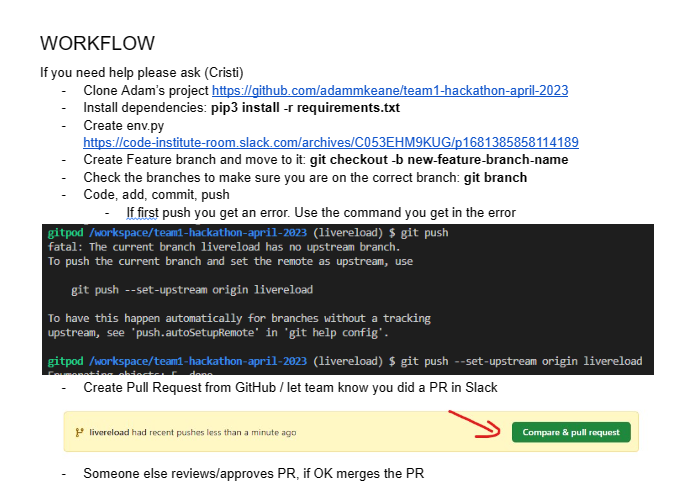 WORKFLOW
If you need help please ask (Cristi)
- Clone Adam's project https://github.com/adammkeane/team1-hackathon-april-2023
- Install dependencies: pip3 install -r requirements.txt
- Create env.py
https://code-institute-room.slack.com/archives/C053EHM9KUG/p1681385858114189
- Create Feature branch and move to it: git checkout -b new-feature-branch-name
- Check the branches to make sure you are on the correct branch: git branch
- Code, add, commit, push
- If first push you get an error. Use the command you get in the error
gitpod /workspace/team1-hackathon-april-2023 (livereload) $ git push
fatal: The current branch livereload has no upstream branch.
To push the current branch and set the remote as upstream, use
git push --set-upstream origin livereload
To have this happen automatically for branches without a tracking
upstream, see 'push.autoSetupRemote' in 'git help config'.
gitpod /workspace/team1-hackathon-april-2023 (livereload) $ git push --set-upstream origin livereload
- Create Pull Request from GitHub / let team know you did a PR in Slack
livereload had recent pushes less than a minute ago
Compare & pull request
- Someone else reviews/approves PR, if OK merges the PR